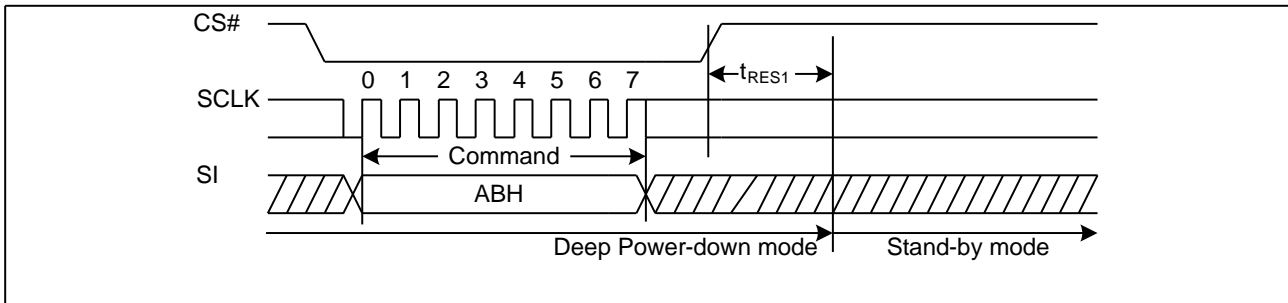 CS#
tRES1
0 1 2 3 4 5 6 7
SCLK
Command
SI
ABH
Deep Power-down mode Stand-by mode